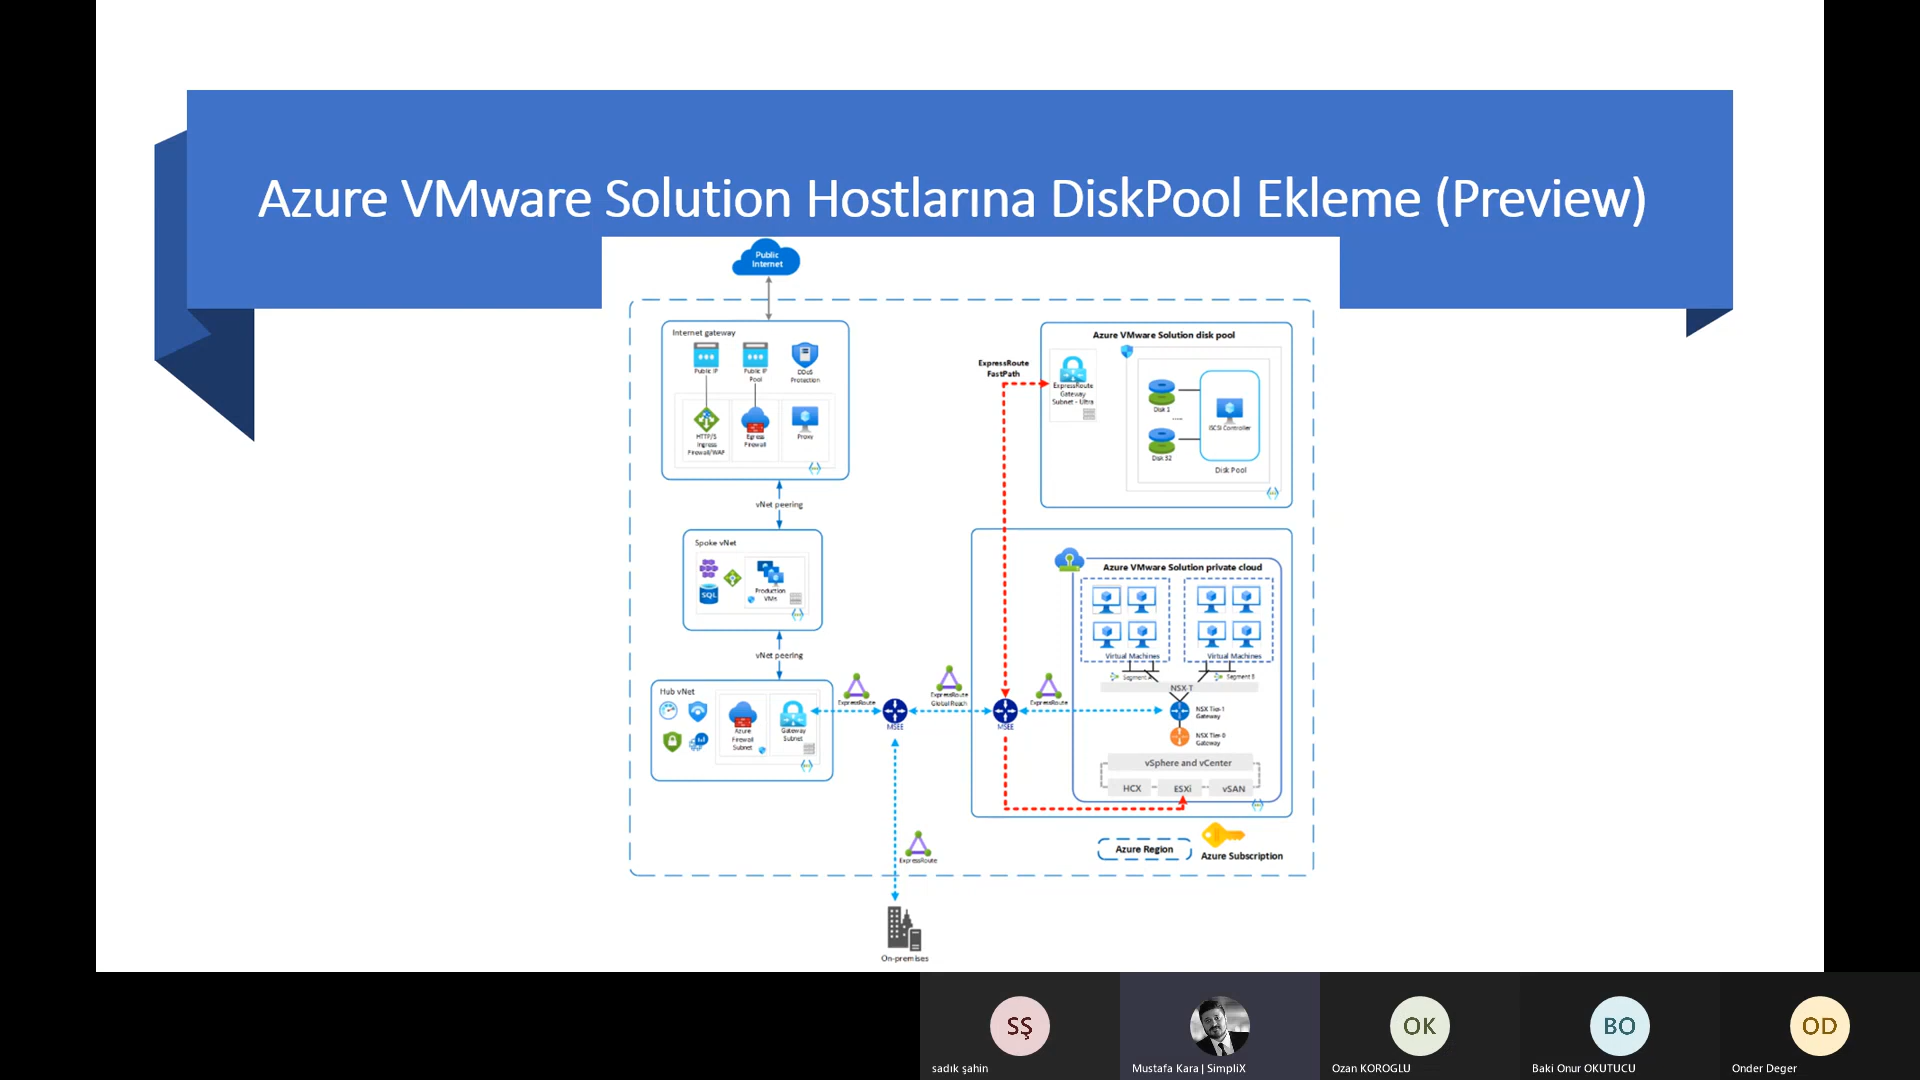 Azure VMware Solution Hostlarına DiskPool Ekleme (Preview)
Public
Internet
Internet gateway
Public IP
Public IP
Pool
DDoS
Protection
HTTP/S
Ingress
Firewall/WAF
Egress
Firewall
Proxy
vNet peering
Spoke vNet
SQL
Production
VMs
vNet peering
Hub vNet
Azure
Firewall
Subnet
Gateway
Subnet
ExpressRoute
MSEE
ExpressRoute
Global Reach
MSEE
ExpressRoute
ExpressRoute
On-premises
ExpressRoute
FastPath
Azure VMware Solution disk pool
ExpressRoute
Gateway
Subnet - Ultra
Disk 1
.....
Disk 32
iSCSI Controller
Disk Pool
Azure VMware Solution private cloud
Virtual Machines
Virtual Machines
Segment A
Segment B
NSX-T
NSX Tier-1
Gateway
NSX Tier-0
Gateway
vSphere and vCenter
HCX
ESXi
vSAN
Azure Region
Azure Subscription
SŞ
OK
BO
OD
sadık şahin
Mustafa Kara | SimpliX
Ozan KOROGLU
Baki Onur OKUTUCU
Onder Deger